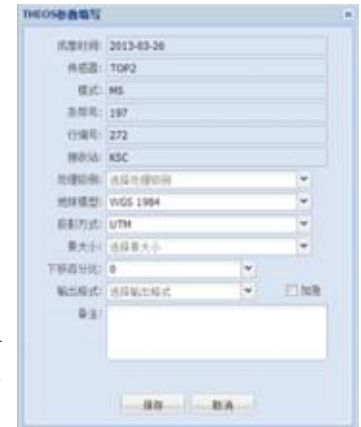 THEOS参数填写
成像时间: 2013-03-26
传感器: TOP2
模式: MS
条带号: 197
行编号: 272
接收站: KSC
处理级别: 选择处理级别
地球模型: WGS 1984
投影方式: UTM
景大小: 选择景大小
下移百分比: 0
输出格式: 选择输出格式 加急
备注:
保存 取消